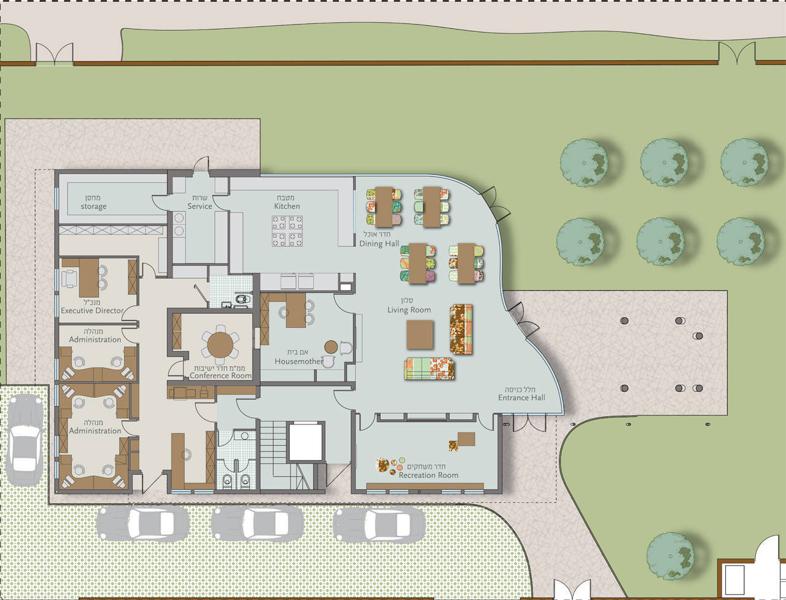 מחסן
storage
שרות
Service
מטבח
Kitchen
חדר אוכל
Dining Hall
מנכ"ל
Executive Director
סלון
Living Room
מנהלה
Administration
ממ"מ חדר ישיבות
Conference Room
אם בית
Housemother
חלל כניסה
Entrance Hall
מנהלה
Administration
חדר משחקים
Recreation Room